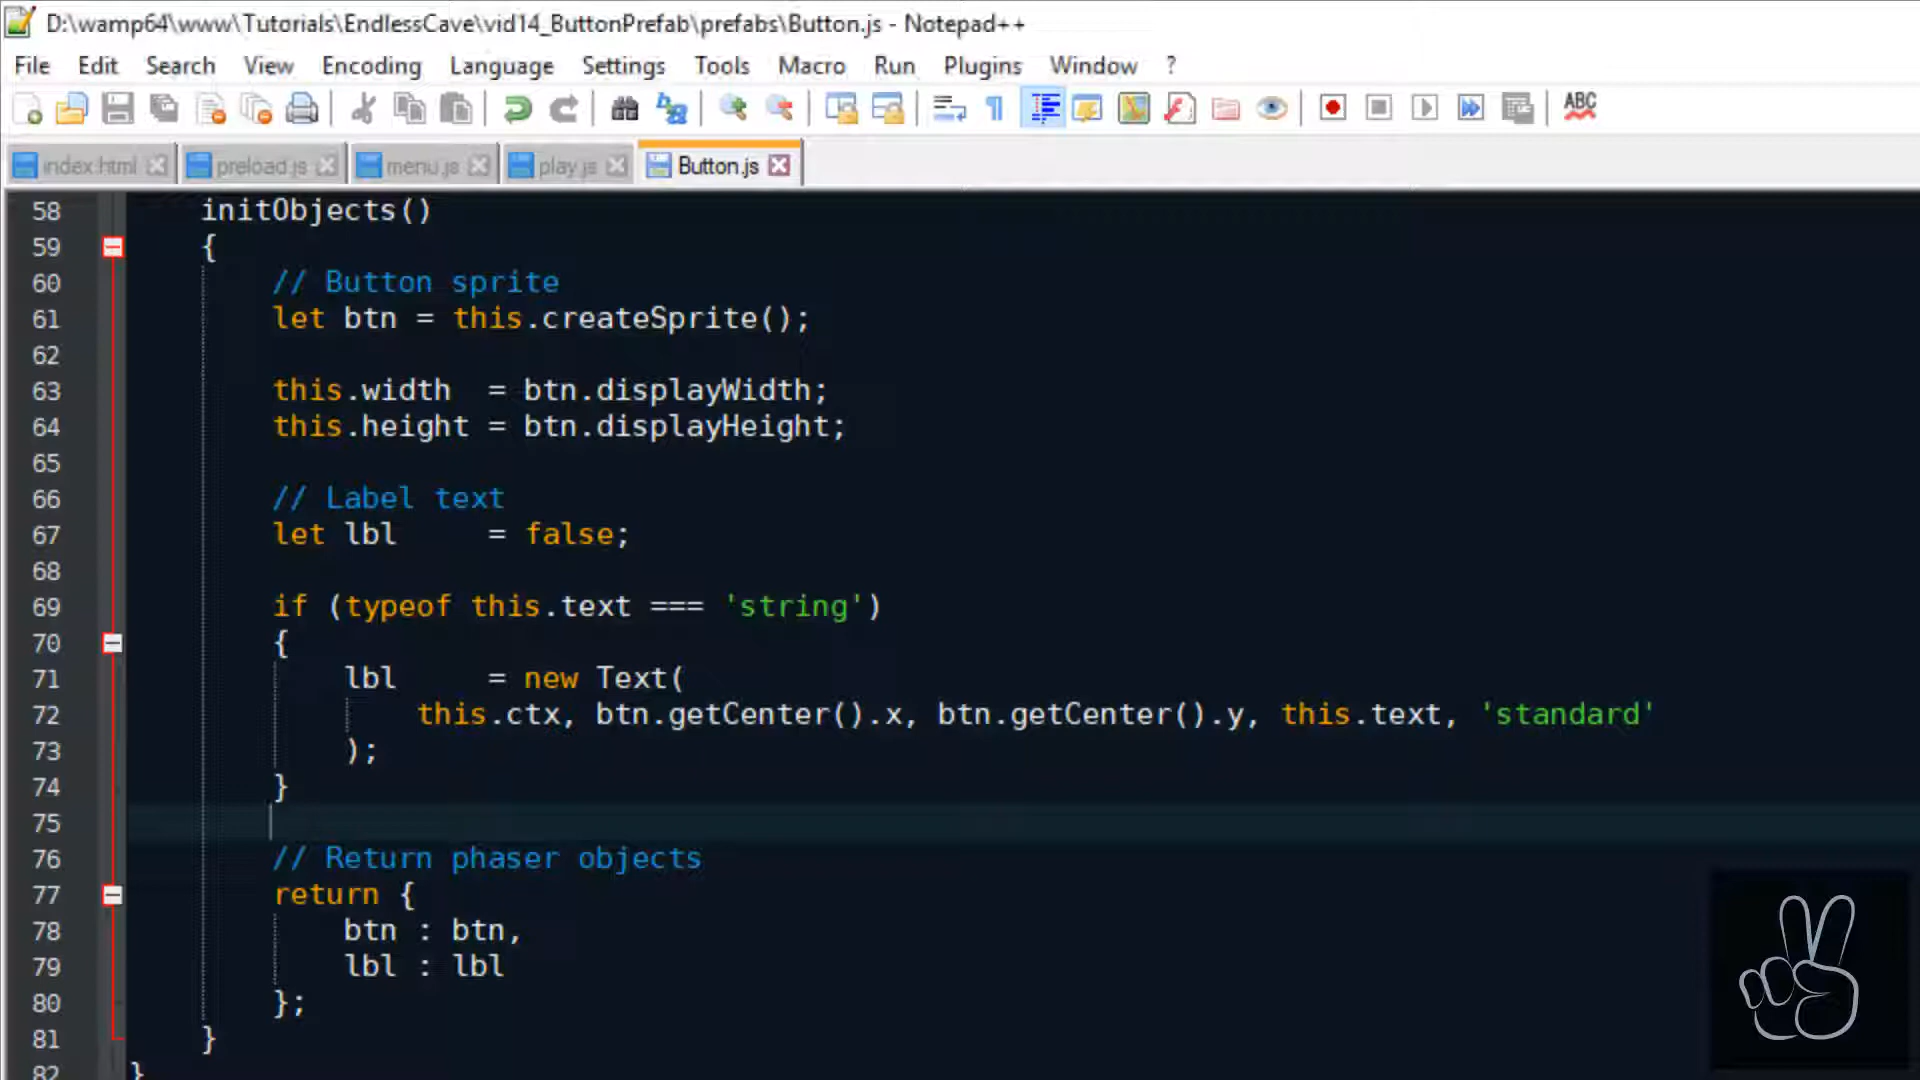 D:\wamp64\www\Tutorials\EndlessCave\vid14_ButtonPrefab\prefabs\Button.js - Notepad++
File Edit Search View Encoding Language Settings Tools Macro Run Plugins Window ?
ABC
index.html preload.js menu.js play.js Button.js
58 initObjects()
59 {
60 // Button sprite
61 let btn = this.createSprite();
62
63 this.width  = btn.displayWidth;
64 this.height = btn.displayHeight;
65
66 // Label text
67 let lbl     = false;
68
69 if (typeof this.text === 'string')
70 {
71 lbl     = new Text(
72 this.ctx, btn.getCenter().x, btn.getCenter().y, this.text, 'standard'
73 );
74 }
75
76 // Return phaser objects
77 return {
78 btn : btn,
79 lbl : lbl
80 };
81 }
82 }